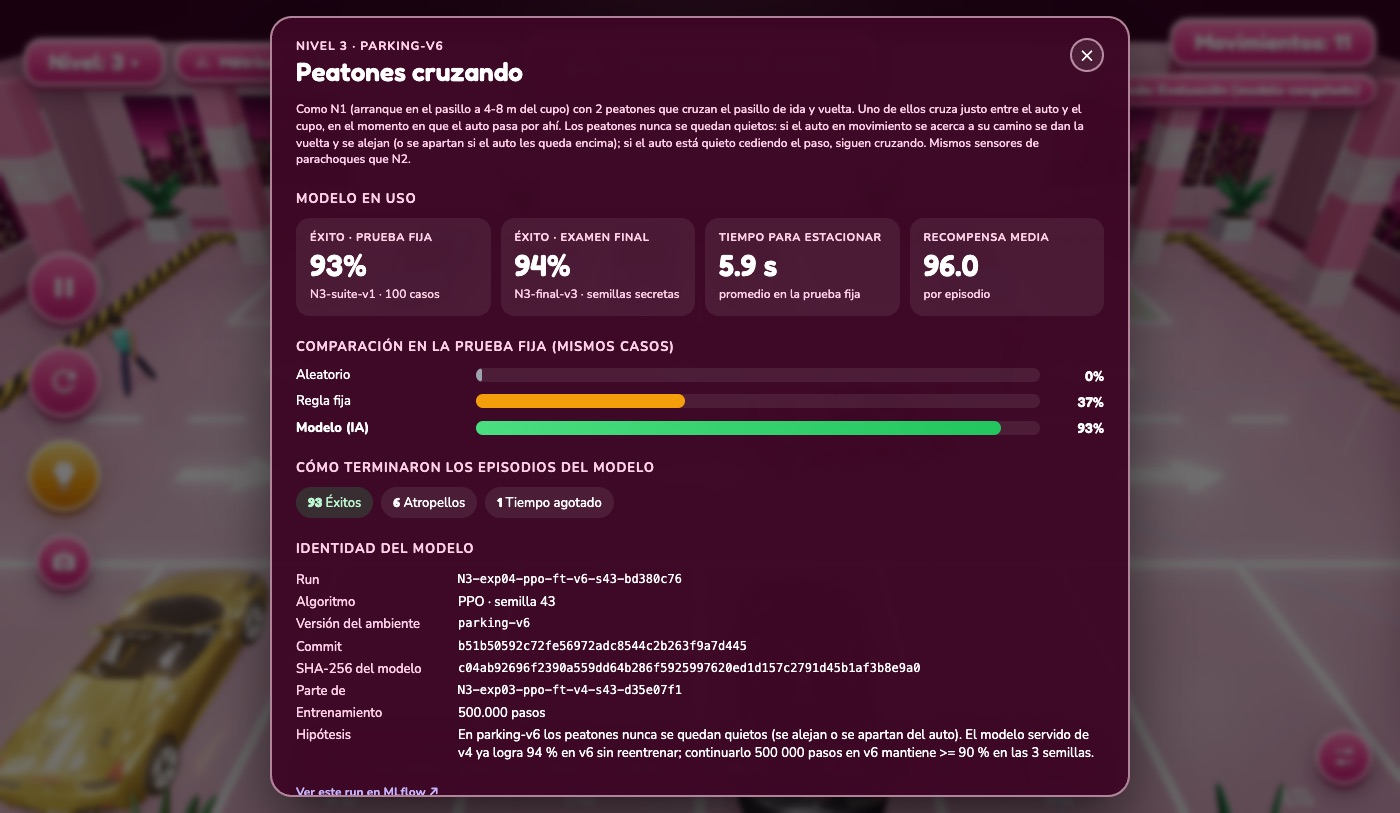 Nivel: 3
Movimientos: 11
NIVEL 3 · PARKING-V6
Peatones cruzando
Como N1 (arranque en el pasillo a 4-8 m del cupo) con 2 peatones que cruzan el pasillo de ida y vuelta. Uno de ellos cruza justo entre el auto y el
cupo, en el momento en que el auto pasa por ahí. Los peatones nunca se quedan quietos: si el auto en movimiento se acerca a su camino se dan la
vuelta y se alejan (o se apartan si el auto les queda encima); si el auto está quieto cediendo el paso, siguen cruzando. Mismos sensores de
parachoques que N2.
MODELO EN USO
ÉXITO · PRUEBA FIJA
93%
N3-suite-v1 · 100 casos
ÉXITO · EXAMEN FINAL
94%
N3-final-v3 · semillas secretas
TIEMPO PARA ESTACIONAR
5.9 s
promedio en la prueba fija
RECOMPENSA MEDIA
96.0
por episodio
COMPARACIÓN EN LA PRUEBA FIJA (MISMOS CASOS)
Aleatorio 0%
Regla fija 37%
Modelo (IA) 93%
CÓMO TERMINARON LOS EPISODIOS DEL MODELO
93 Éxitos 6 Atropellos 1 Tiempo agotado
IDENTIDAD DEL MODELO
Run N3-exp04-ppo-ft-v6-s43-bd380c76
Algoritmo PPO · semilla 43
Versión del ambiente parking-v6
Commit b51b50592c72fe56972adc8544c2b263f9a7d445
SHA-256 del modelo c04ab92696f2390a559dd64b286f5925997620ed1d157c2791d45b1af3b8e9a0
Parte de N3-exp03-ppo-ft-v4-s43-d35e07f1
Entrenamiento 500.000 pasos
Hipótesis En parking-v6 los peatones nunca se quedan quietos (se alejan o se apartan del auto). El modelo servido de
v4 ya logra 94 % en v6 sin reentrenar; continuarlo 500 000 pasos en v6 mantiene >= 90 % en las 3 semillas.
Ver este run en MLflow ↗